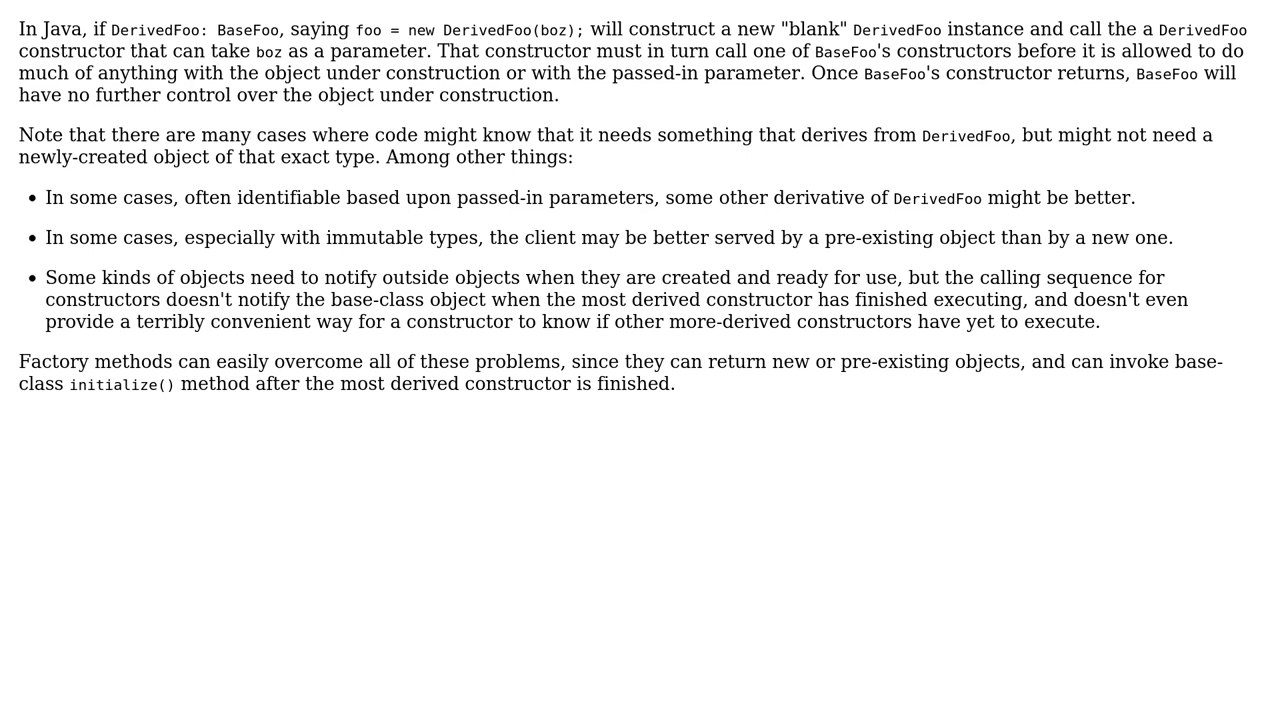 In Java, if DerivedFoo: BaseFoo, saying foo = new DerivedFoo(boz); will construct a new "blank" DerivedFoo instance and call the a DerivedFoo
constructor that can take boz as a parameter. That constructor must in turn call one of BaseFoo's constructors before it is allowed to do
much of anything with the object under construction or with the passed-in parameter. Once BaseFoo's constructor returns, BaseFoo will
have no further control over the object under construction.
Note that there are many cases where code might know that it needs something that derives from DerivedFoo, but might not need a
newly-created object of that exact type. Among other things:
• In some cases, often identifiable based upon passed-in parameters, some other derivative of DerivedFoo might be better.
• In some cases, especially with immutable types, the client may be better served by a pre-existing object than by a new one.
• Some kinds of objects need to notify outside objects when they are created and ready for use, but the calling sequence for
constructors doesn't notify the base-class object when the most derived constructor has finished executing, and doesn't even
provide a terribly convenient way for a constructor to know if other more-derived constructors have yet to execute.
Factory methods can easily overcome all of these problems, since they can return new or pre-existing objects, and can invoke base-
class initialize() method after the most derived constructor is finished.